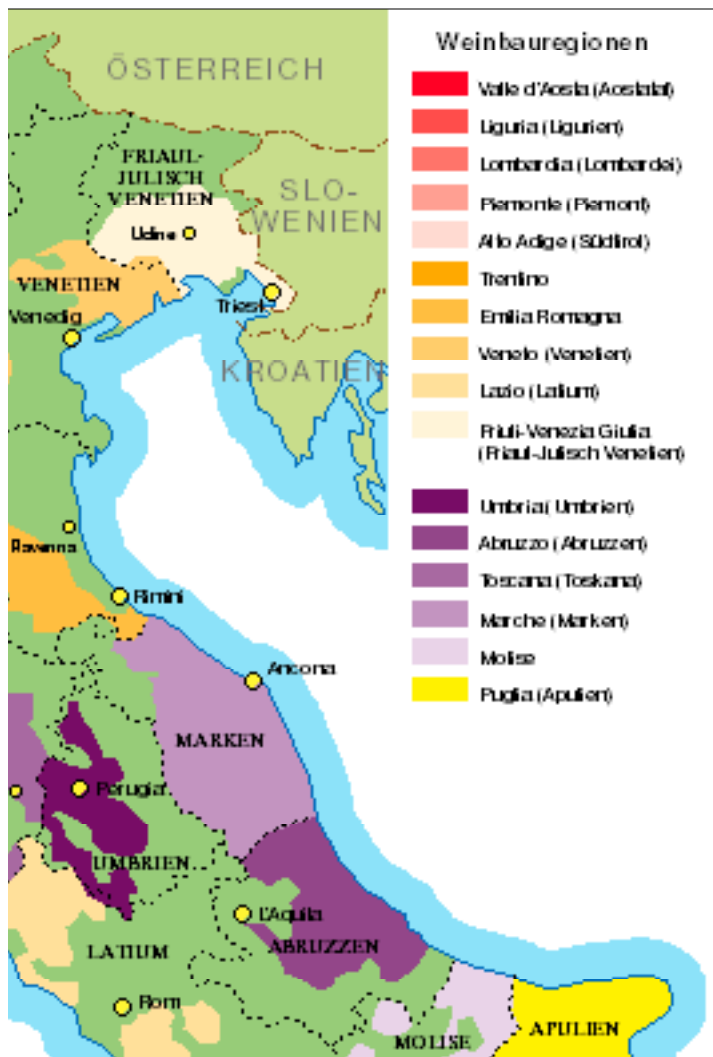 Weinbauregionen
Valle d'Aosta (Aostatal)
Liguria (Ligurien)
Lombardia (Lombardei)
Piemonte (Piemont)
Alto Adige (Südtirol)
Trentino
Emilia Romagna
Veneto (Venetien)
Lazio (Latium)
Friuli-Venezia Giulia
(Friaul-Julisch Venetien)
Umbria (Umbrien)
Abruzzo (Abruzzen)
Toscana (Toskana)
Marche (Marken)
Molise
Puglia (Apulien)
ÖSTERREICH
FRIAUL-
JULISCH
VENETIEN
SLO-
WENIEN
Udine
VENETIEN
Triest
Venedig
KROATIEN
Ravenna
Rimini
Ancona
MARKEN
Perugia
UMBRIEN
L'Aquila
ABRUZZEN
LATIUM
Rom
APULIEN
MOLISE